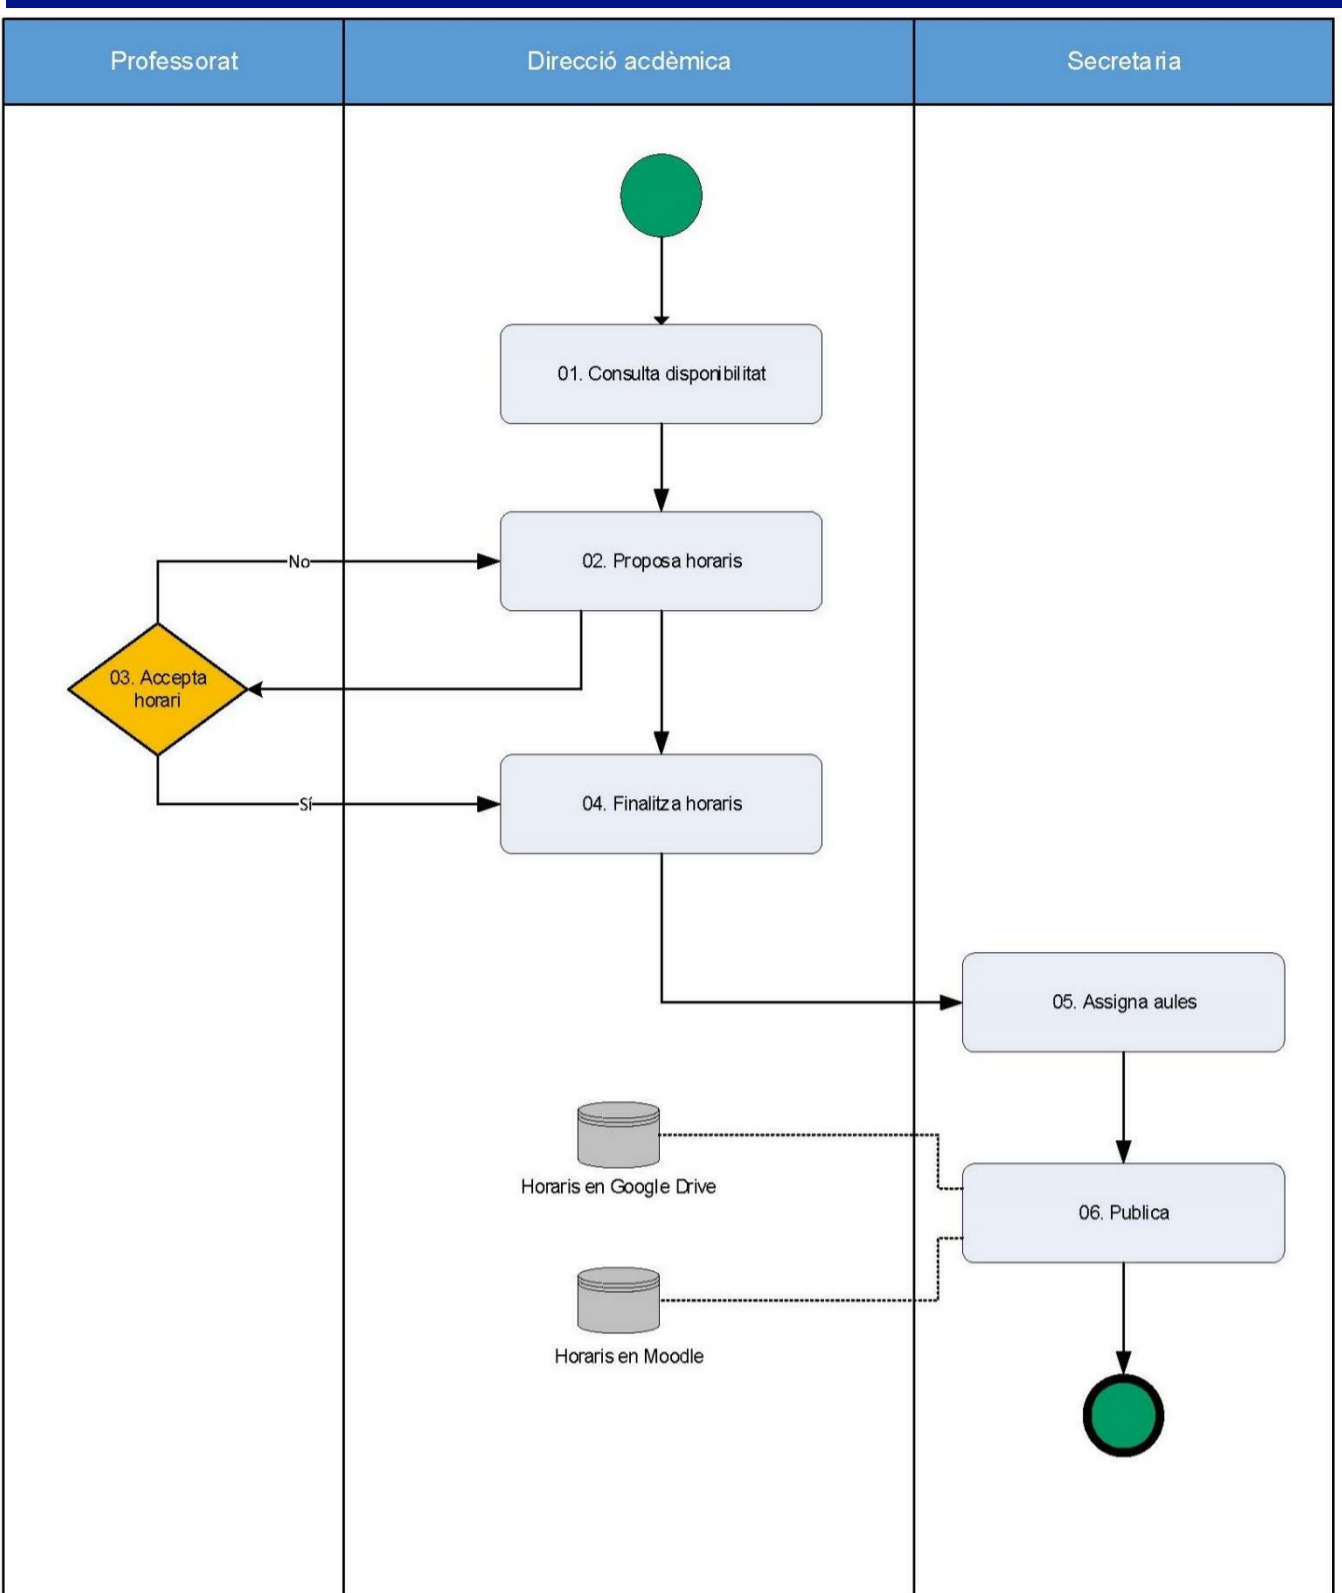 Professorat
Direcció acdèmica
Secretaria
01. Consulta disponibilitat
02. Proposa horaris
No
03. Accepta
horari
04. Finalitza horaris
Sí
05. Assigna aules
Horaris en Google Drive
06. Publica
Horaris en Moodle